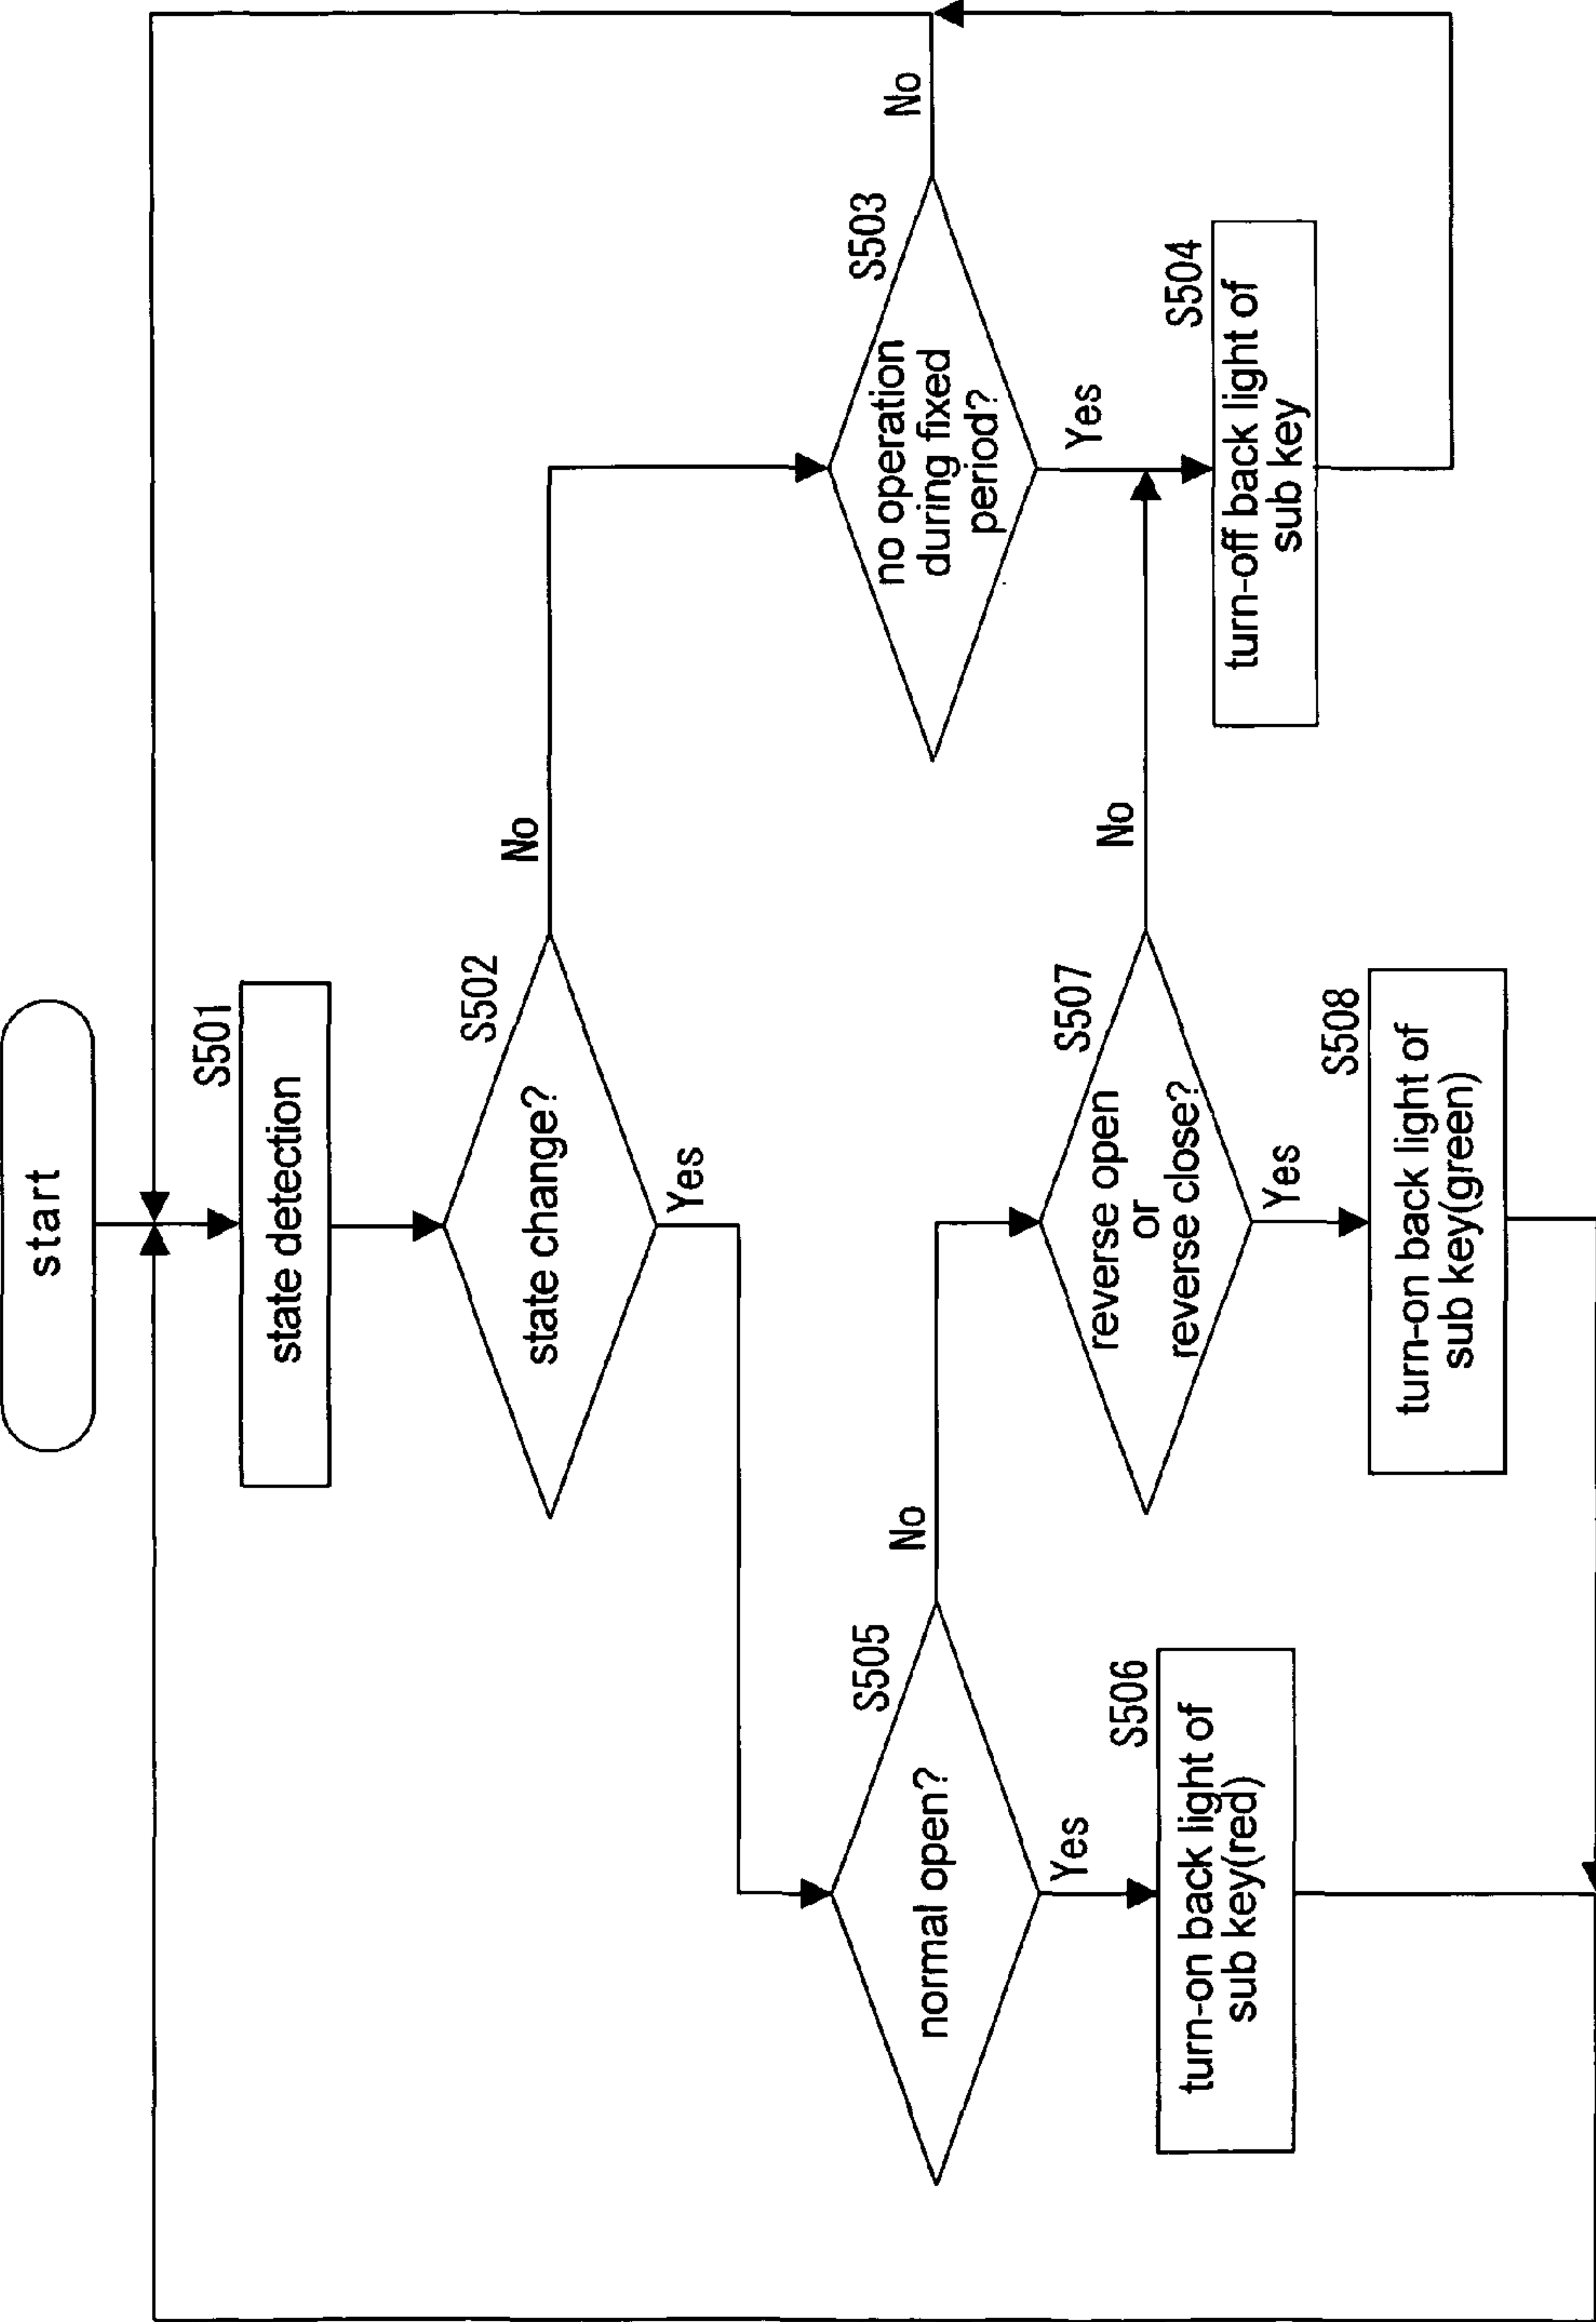 start
S501
state detection
S502
state change?
No
Yes
S503
no operation
during fixed
period?
No
Yes
S504
turn-off back light of
sub key
S505
normal open?
No
Yes
S506
turn-on back light of
sub key(red)
S507
reverse open
or
reverse close?
No
Yes
S508
turn-on back light of
sub key(green)